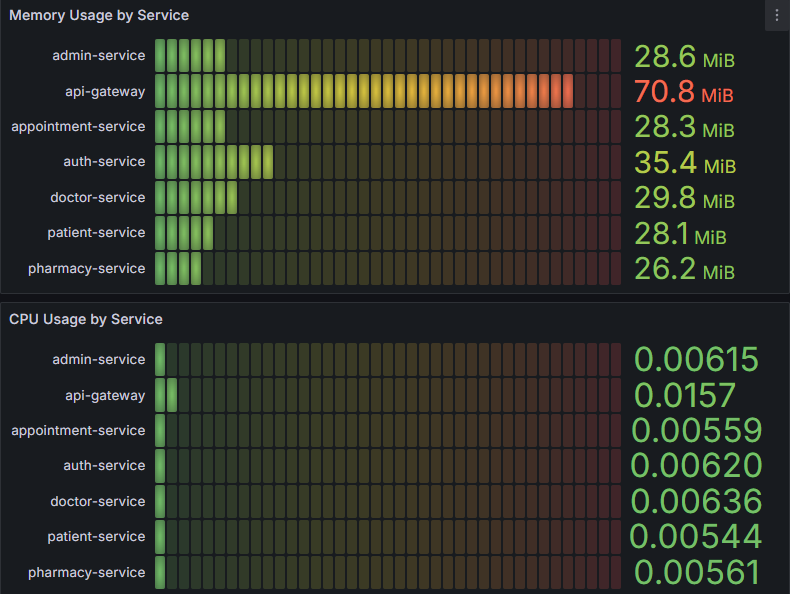 Memory Usage by Service
admin-service 28.6 MiB
api-gateway 70.8 MiB
appointment-service 28.3 MiB
auth-service 35.4 MiB
doctor-service 29.8 MiB
patient-service 28.1 MiB
pharmacy-service 26.2 MiB
CPU Usage by Service
admin-service 0.00615
api-gateway 0.0157
appointment-service 0.00559
auth-service 0.00620
doctor-service 0.00636
patient-service 0.00544
pharmacy-service 0.00561